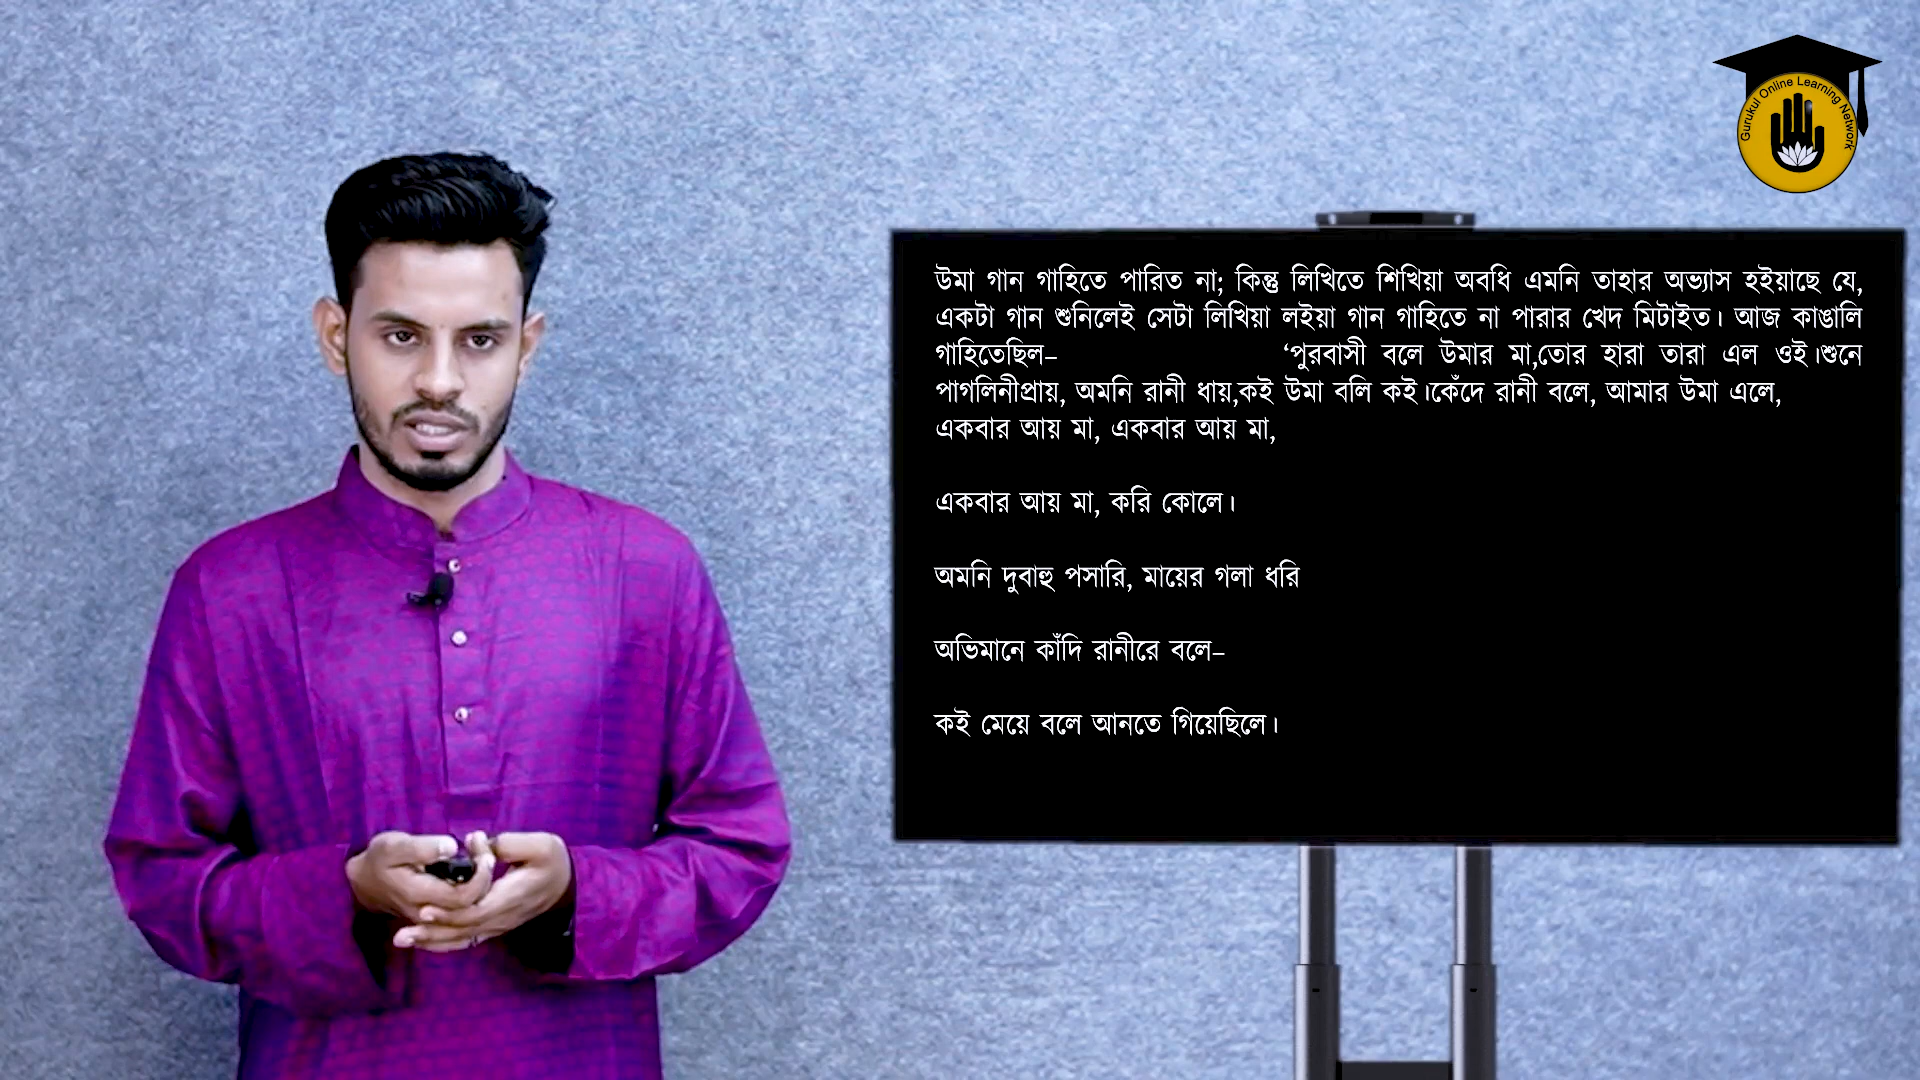 Gurukul Online Learning Network
উমা গান গাহিতে পারিত না; কিন্তু লিখিতে শিখিয়া অবধি এমনি তাহার অভ্যাস হইয়াছে যে,
একটা গান শুনিলেই সেটা লিখিয়া লইয়া গান গাহিতে না পারার খেদ মিটাইত। আজ কাঙালি
গাহিতেছিল– ‘পুরবাসী বলে উমার মা,তোর হারা তারা এল ওই।শুনে
পাগলিনীপ্রায়, অমনি রানী ধায়,কই উমা বলি কই।কেঁদে রানী বলে, আমার উমা এলে,
একবার আয় মা, একবার আয় মা,
একবার আয় মা, করি কোলে।
অমনি দুবাহু পসারি, মায়ের গলা ধরি
অভিমানে কাঁদি রানীরে বলে–
কই মেয়ে বলে আনতে গিয়েছিলে।